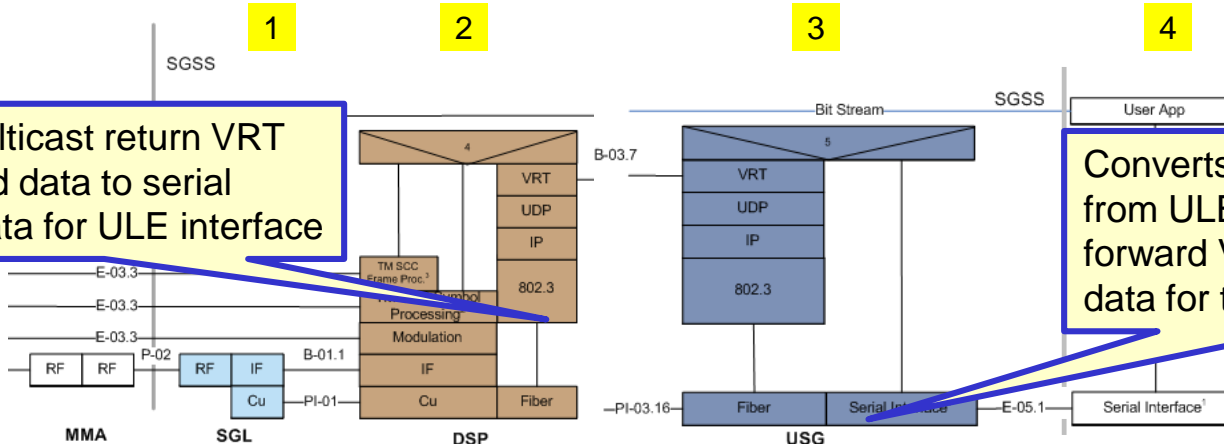 1
2
3
4
SGSS
SGSS
Bit Stream
User App
lticast return VRT
d data to serial
ta for ULE interface
Converts
from ULE
forward V
data for t
4
VRT
UDP
IP
802.3
B-03.7
5
VRT
UDP
IP
802.3
E-03.3
E-03.3
E-03.3
TM SCC
Frame Proc.³
Symbol
Processing
Modulation
P-02
B-01.1
RF
RF
RF
IF
IF
Cu
PI-01
Cu
Fiber
PI-03.16
Fiber
Serial Interface
E-05.1
Serial Interface¹
MMA
SGL
DSP
USG